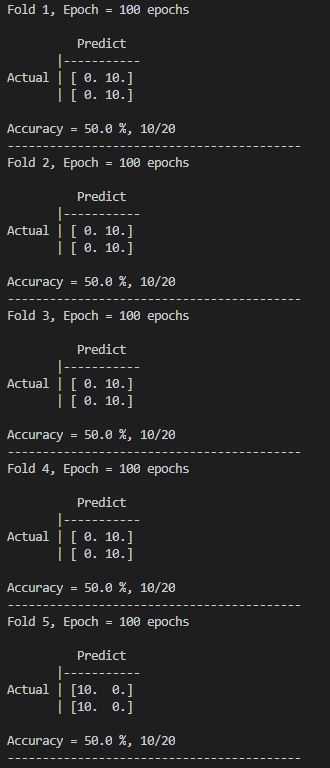 Fold 1, Epoch = 100 epochs
Predict
|-----------
Actual | [ 0. 10.]
| [ 0. 10.]
Accuracy = 50.0 %, 10/20
------------------------------------------
Fold 2, Epoch = 100 epochs
Predict
|-----------
Actual | [ 0. 10.]
| [ 0. 10.]
Accuracy = 50.0 %, 10/20
------------------------------------------
Fold 3, Epoch = 100 epochs
Predict
|-----------
Actual | [ 0. 10.]
| [ 0. 10.]
Accuracy = 50.0 %, 10/20
------------------------------------------
Fold 4, Epoch = 100 epochs
Predict
|-----------
Actual | [ 0. 10.]
| [ 0. 10.]
Accuracy = 50.0 %, 10/20
------------------------------------------
Fold 5, Epoch = 100 epochs
Predict
|-----------
Actual | [10.  0.]
| [10.  0.]
Accuracy = 50.0 %, 10/20
------------------------------------------